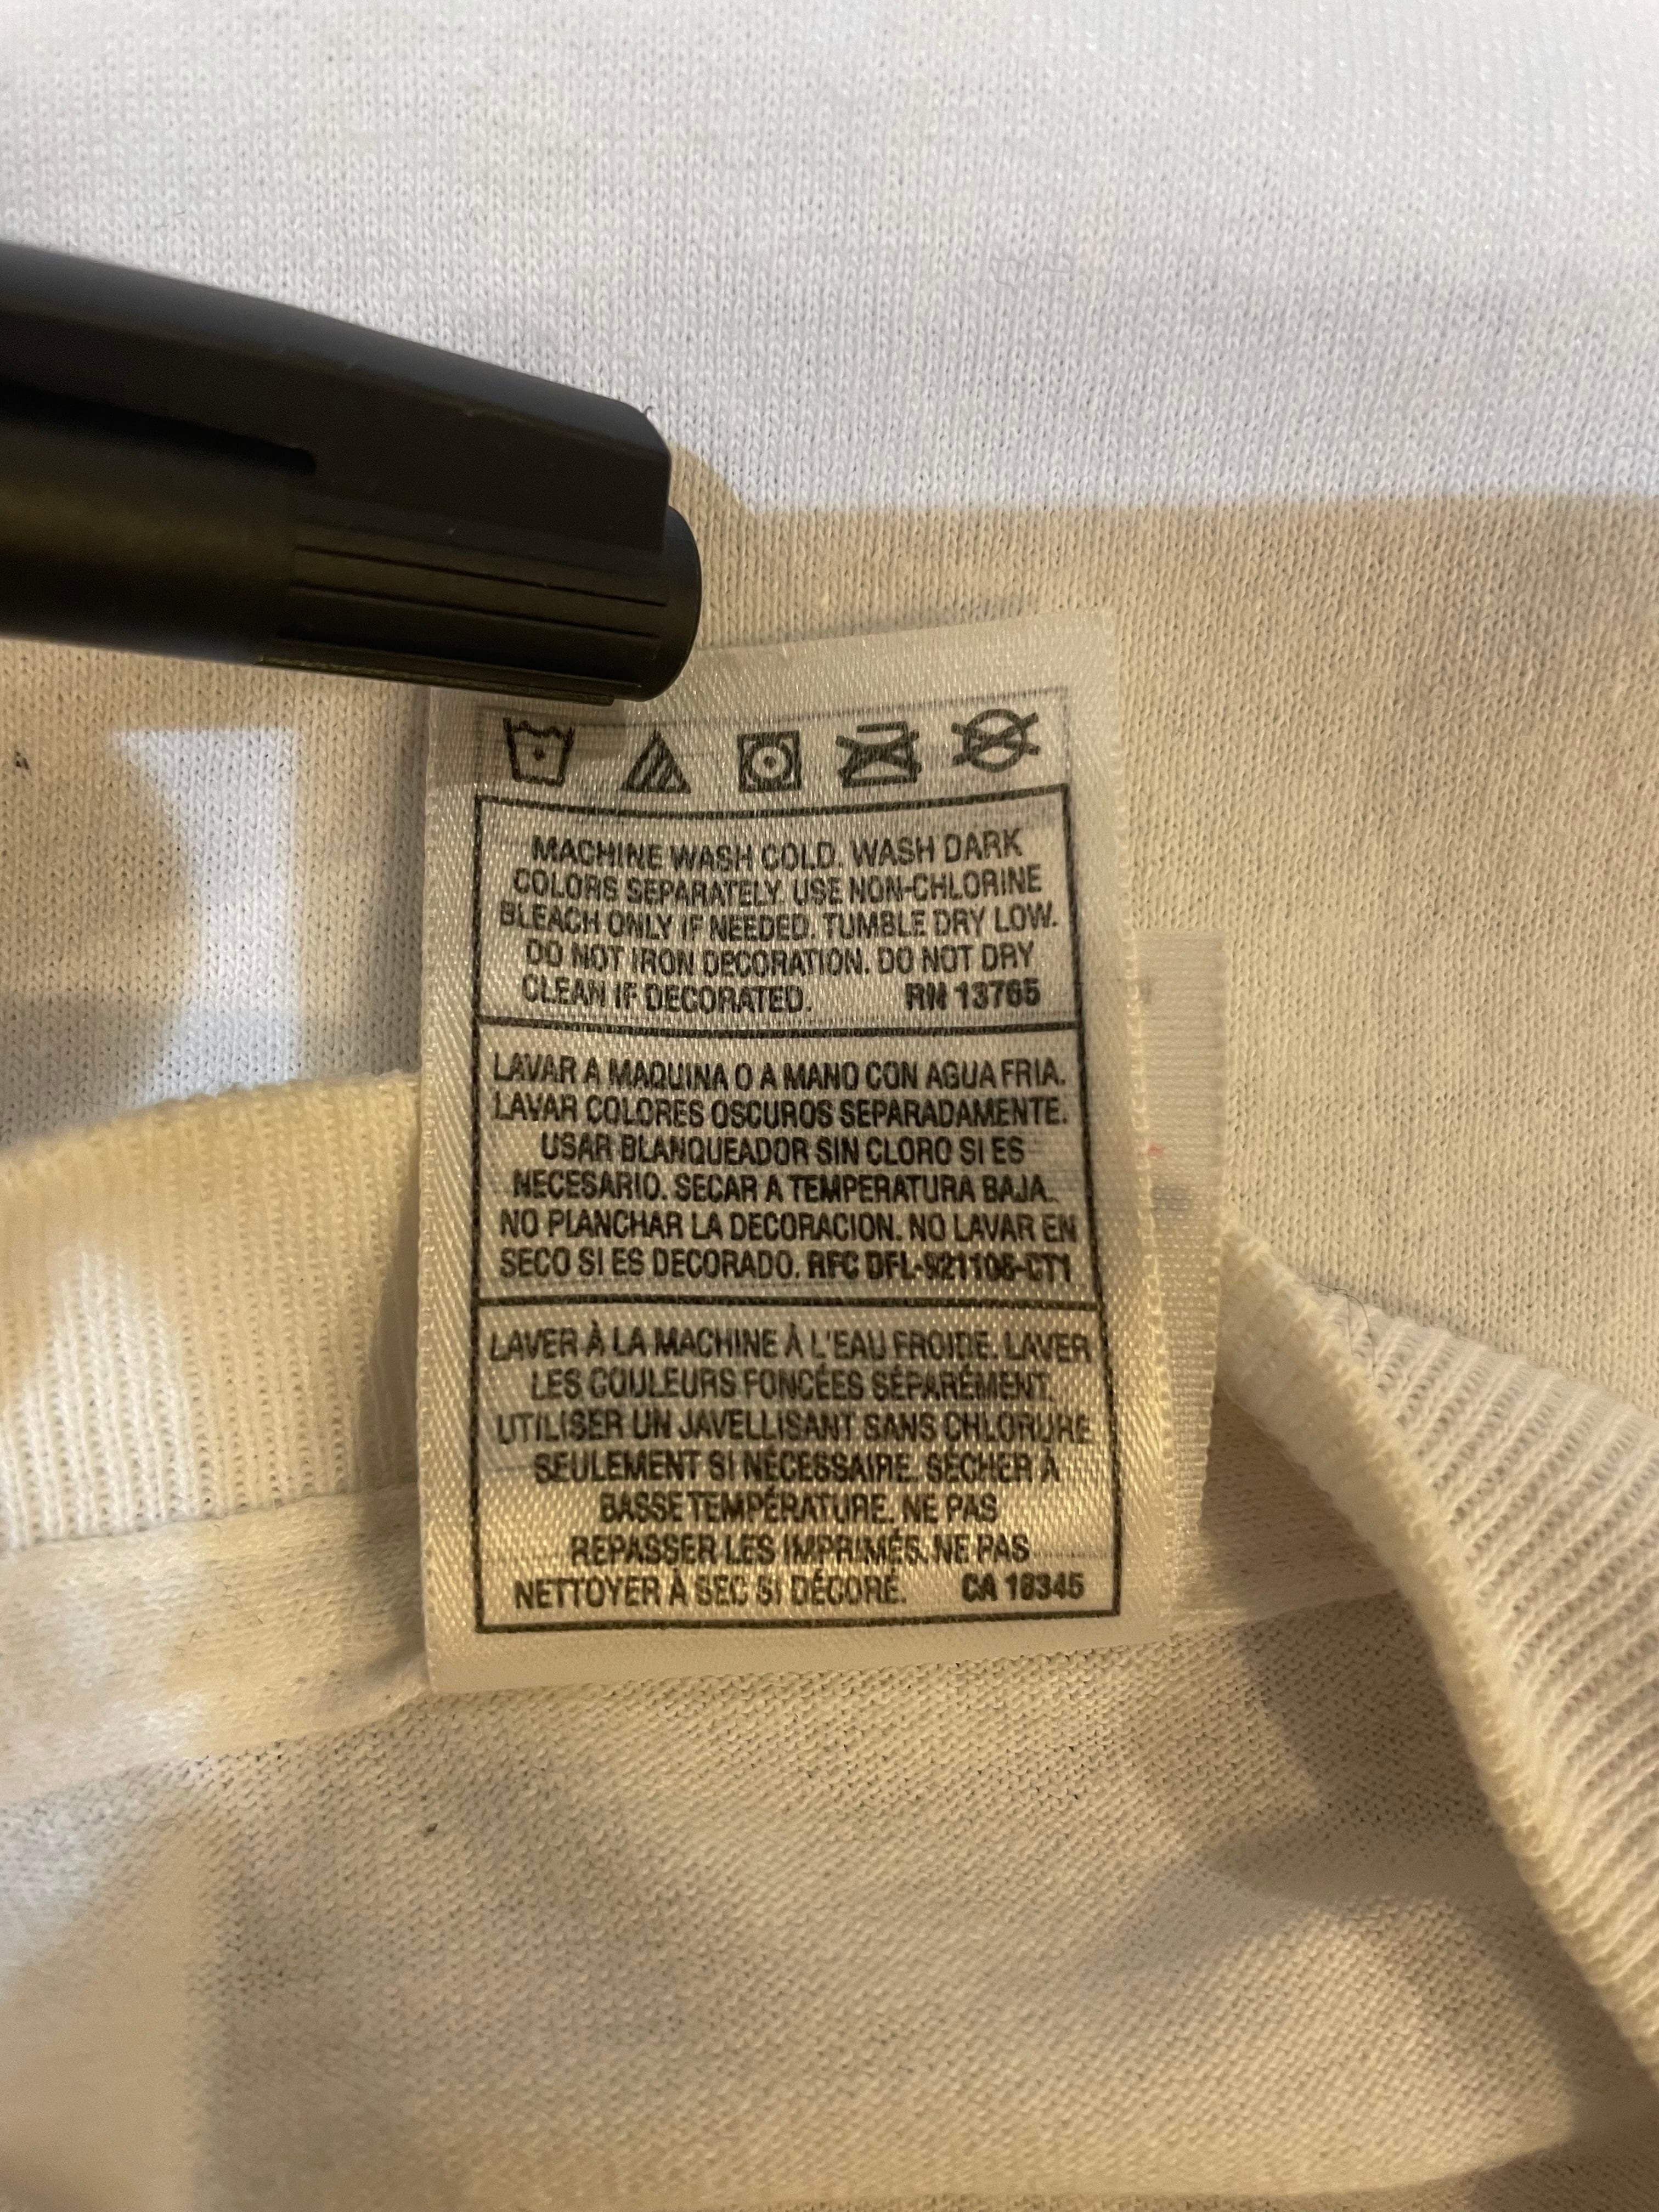 MACHINE WASH COLD. WASH DARK
COLORS SEPARATELY. USE NON-CHLORINE
BLEACH ONLY IF NEEDED. TUMBLE DRY LOW.
DO NOT IRON DECORATION. DO NOT DRY
CLEAN IF DECORATED. RN 13765
LAVAR A MAQUINA O A MANO CON AGUA FRIA.
LAVAR COLORES OSCUROS SEPARADAMENTE.
USAR BLANQUEADOR SIN CLORO SI ES
NECESARIO. SECAR A TEMPERATURA BAJA.
NO PLANCHAR LA DECORACION. NO LAVAR EN
SECO SI ES DECORADO. RFC DFL-921106-CT1
LAVER À LA MACHINE À L'EAU FROIDE. LAVER
LES COULEURS FONCÉES SÉPARÉMENT.
UTILISER UN JAVELLISANT SANS CHLORURE
SEULEMENT SI NÉCESSAIRE. SÉCHER À
BASSE TEMPÉRATURE. NE PAS
REPASSER LES IMPRIMÉS. NE PAS
NETTOYER À SEC SI DÉCORÉ. CA 16345